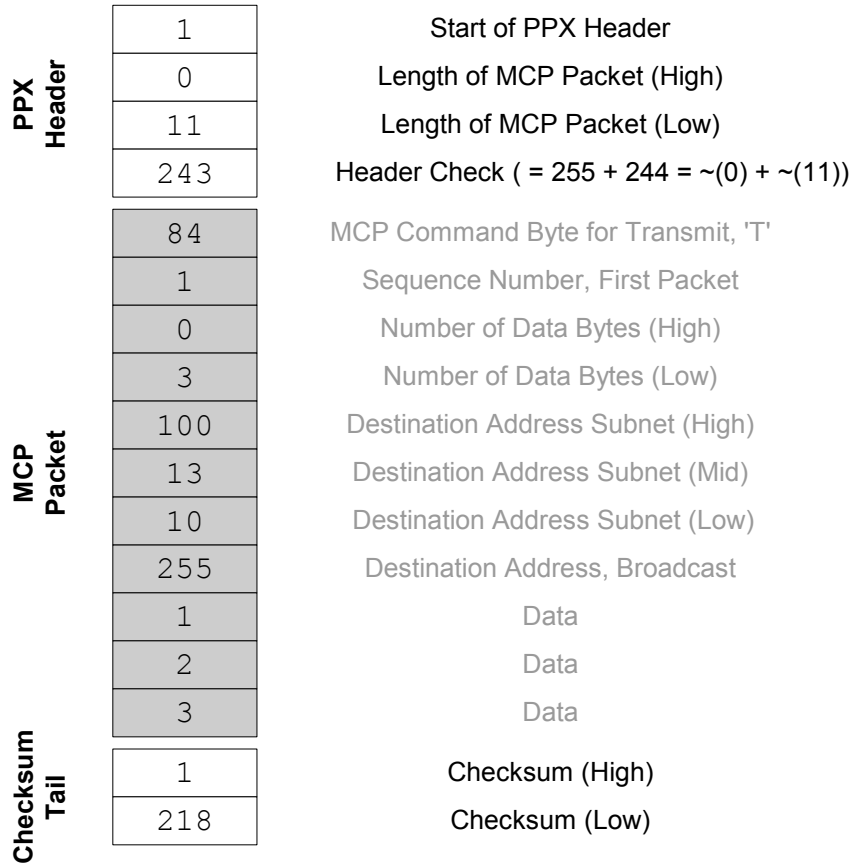 PPX
Header
1 Start of PPX Header
0 Length of MCP Packet (High)
11 Length of MCP Packet (Low)
243 Header Check ( = 255 + 244 = ~(0) + ~(11))
MCP
Packet
84 MCP Command Byte for Transmit, 'T'
1 Sequence Number, First Packet
0 Number of Data Bytes (High)
3 Number of Data Bytes (Low)
100 Destination Address Subnet (High)
13 Destination Address Subnet (Mid)
10 Destination Address Subnet (Low)
255 Destination Address, Broadcast
1 Data
2 Data
3 Data
Checksum
Tail
1 Checksum (High)
218 Checksum (Low)